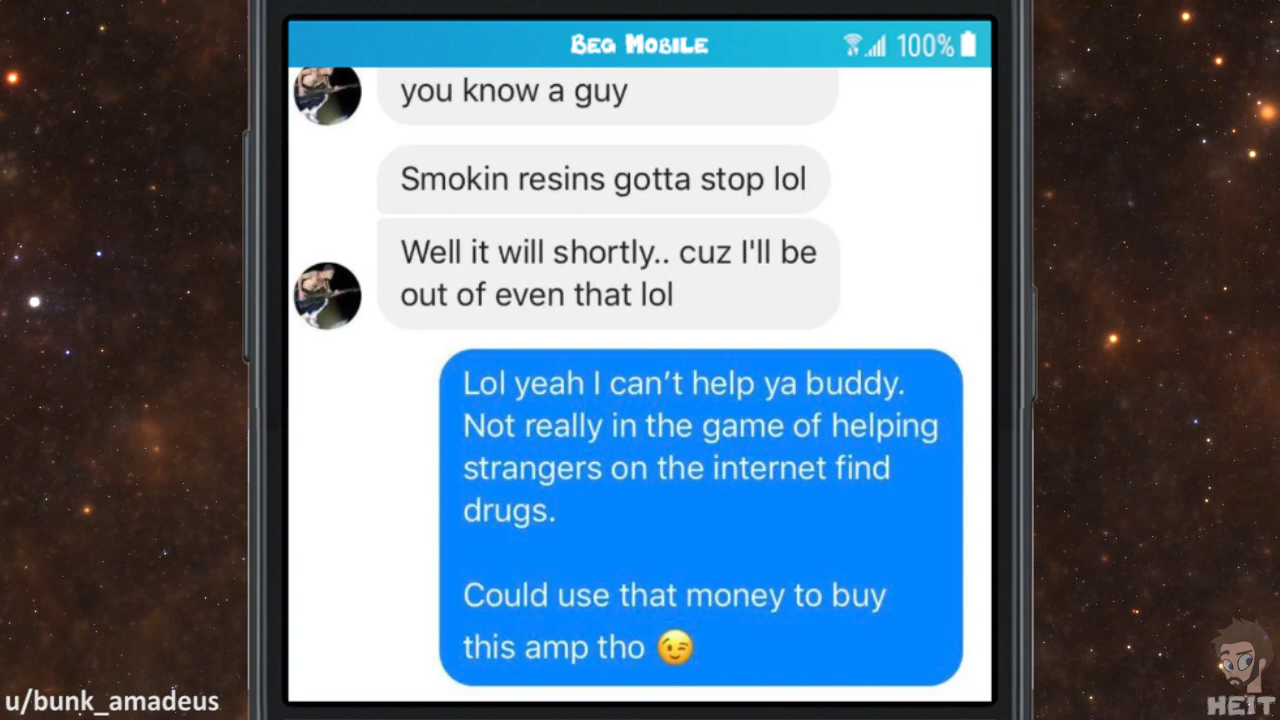 BEG MOBILE
100%
you know a guy
Smokin resins gotta stop lol
Well it will shortly.. cuz I'll be
out of even that lol
Lol yeah I can’t help ya buddy.
Not really in the game of helping
strangers on the internet find
drugs.
Could use that money to buy
this amp tho 😉
u/bunk_amadeus
HEIT